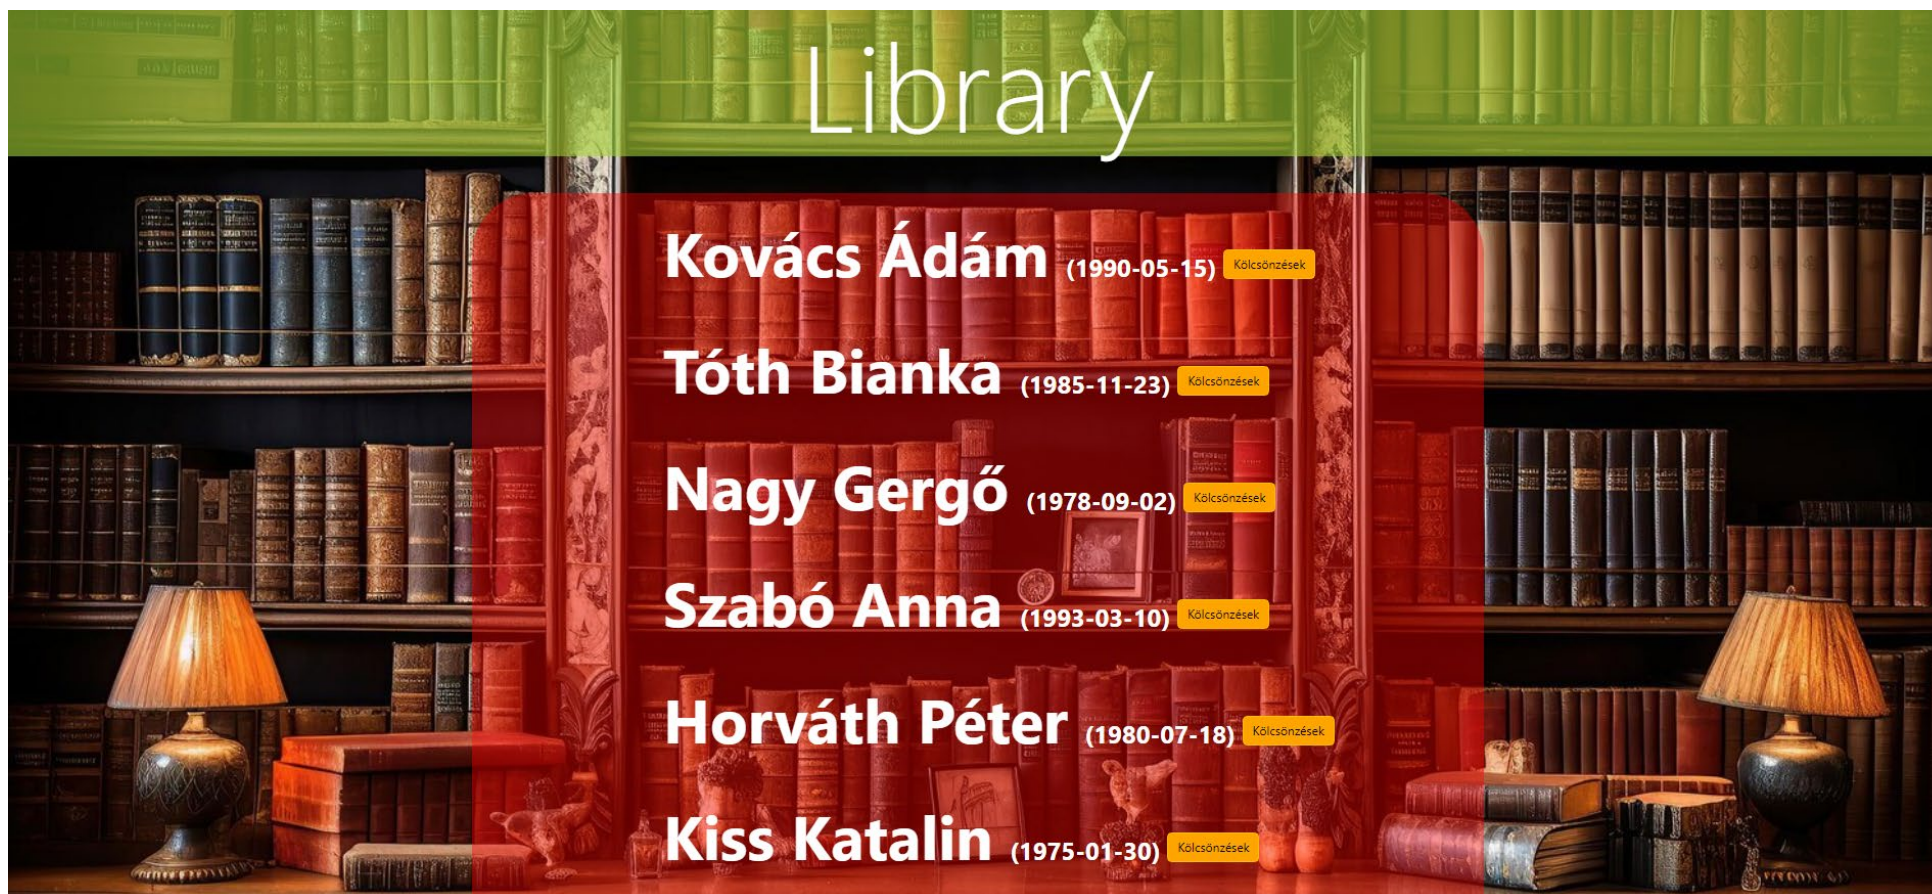 Library
Kovács Ádám (1990-05-15) Kölcsönzések
Tóth Bianka (1985-11-23) Kölcsönzések
Nagy Gergő (1978-09-02) Kölcsönzések
Szabó Anna (1993-03-10) Kölcsönzések
Horváth Péter (1980-07-18) Kölcsönzések
Kiss Katalin (1975-01-30) Kölcsönzések